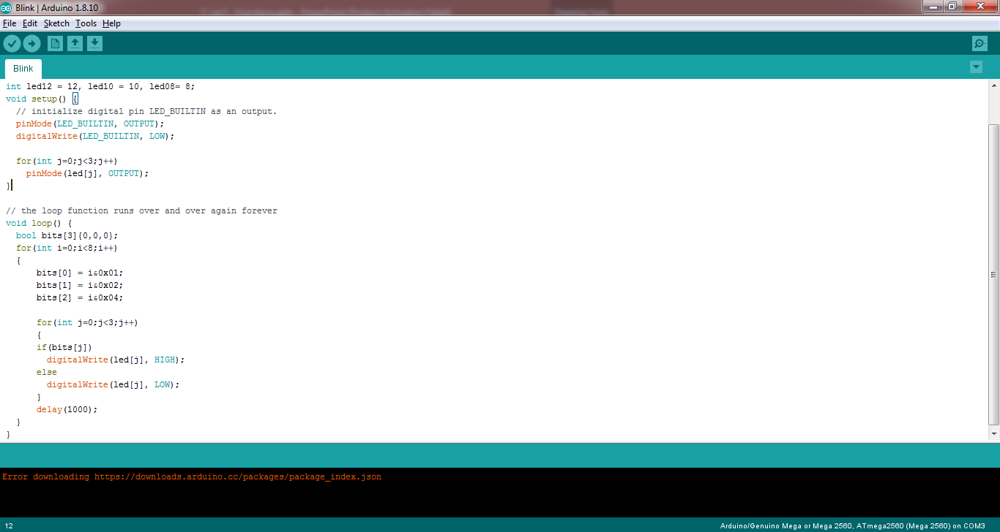 Blink | Arduino 1.8.10
File Edit Sketch Tools Help
Blink
int led12 = 12, led10 = 10, led08= 8;
void setup() {
// initialize digital pin LED_BUILTIN as an output.
pinMode(LED_BUILTIN, OUTPUT);
digitalWrite(LED_BUILTIN, LOW);
for(int j=0;j<3;j++)
pinMode(led[j], OUTPUT);
}
// the loop function runs over and over again forever
void loop() {
bool bits[3]{0,0,0};
for(int i=0;i<8;i++)
{
bits[0] = i&0x01;
bits[1] = i&0x02;
bits[2] = i&0x04;
for(int j=0;j<3;j++)
{
if(bits[j])
digitalWrite(led[j], HIGH);
else
digitalWrite(led[j], LOW);
}
delay(1000);
}
}
Error downloading https://downloads.arduino.cc/packages/package_index.json
12
Arduino/Genuino Mega or Mega 2560, ATmega2560 (Mega 2560) on COM3